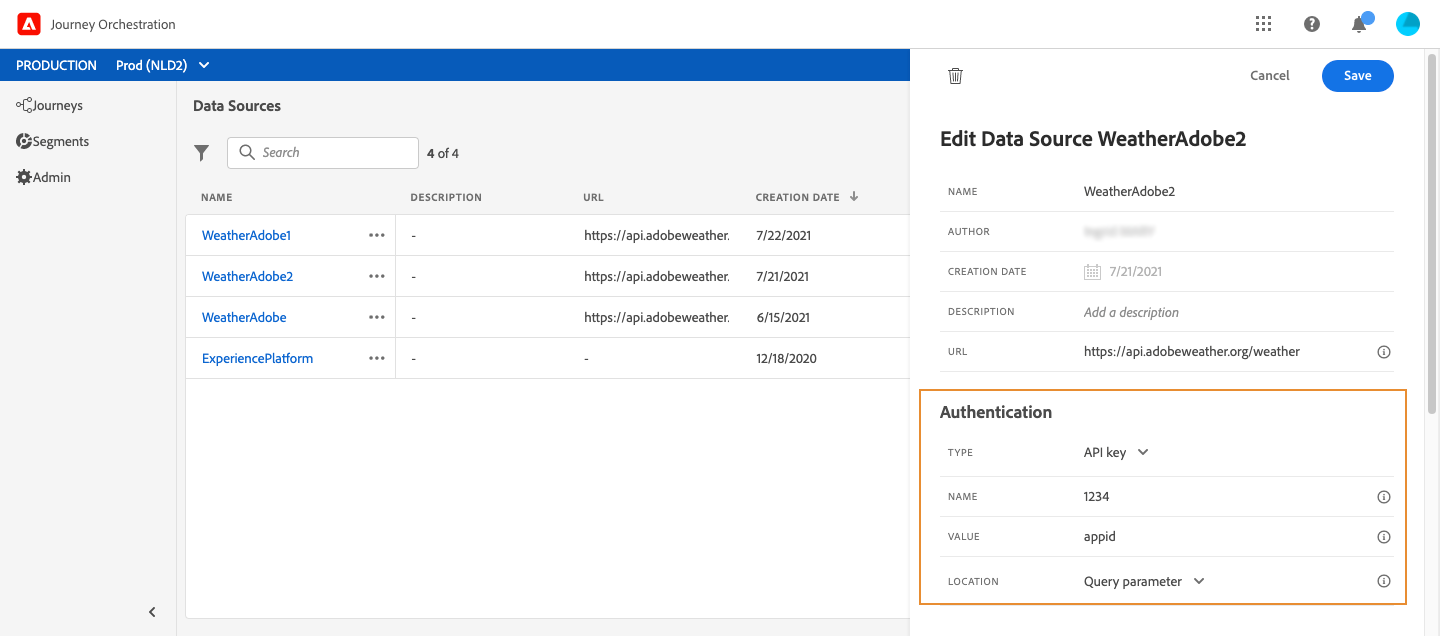 Journey Orchestration
PRODUCTION Prod (NLD2)
Journeys
Segments
Admin
Data Sources
Search
4 of 4
NAME DESCRIPTION URL CREATION DATE
WeatherAdobe1 ••• - https://api.adobeweather. 7/22/2021
WeatherAdobe2 ••• - https://api.adobeweather. 7/21/2021
WeatherAdobe ••• - https://api.adobeweather. 6/15/2021
ExperiencePlatform ••• - - 12/18/2020
Cancel Save
Edit Data Source WeatherAdobe2
NAME WeatherAdobe2
AUTHOR
CREATION DATE 7/21/2021
DESCRIPTION Add a description
URL https://api.adobeweather.org/weather
Authentication
TYPE API key
NAME 1234
VALUE appid
LOCATION Query parameter